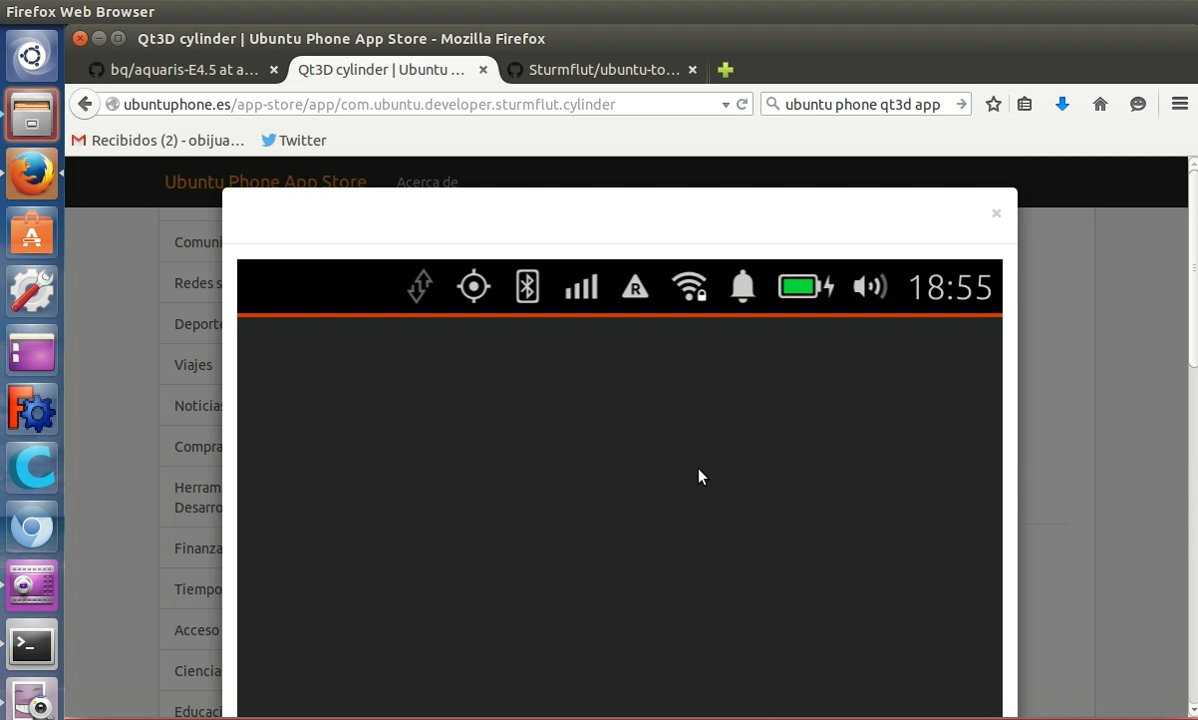 Firefox Web Browser
Qt3D cylinder | Ubuntu Phone App Store - Mozilla Firefox
bq/aquaris-E4.5 at a...
Qt3D cylinder | Ubuntu ...
Sturmflut/ubuntu-to...
ubuntuphone.es/app-store/app/com.ubuntu.developer.sturmflut.cylinder
ubuntu phone qt3d app
Recibidos (2) - obijua...
Twitter
Ubuntu Phone App Store
Acerca de
Comuni
Redes s
Deporte
Viajes
Noticias
Compra
Herram
Desarro
Finanza
Tiempo
Acceso
Ciencia
Educaci
R
18:55